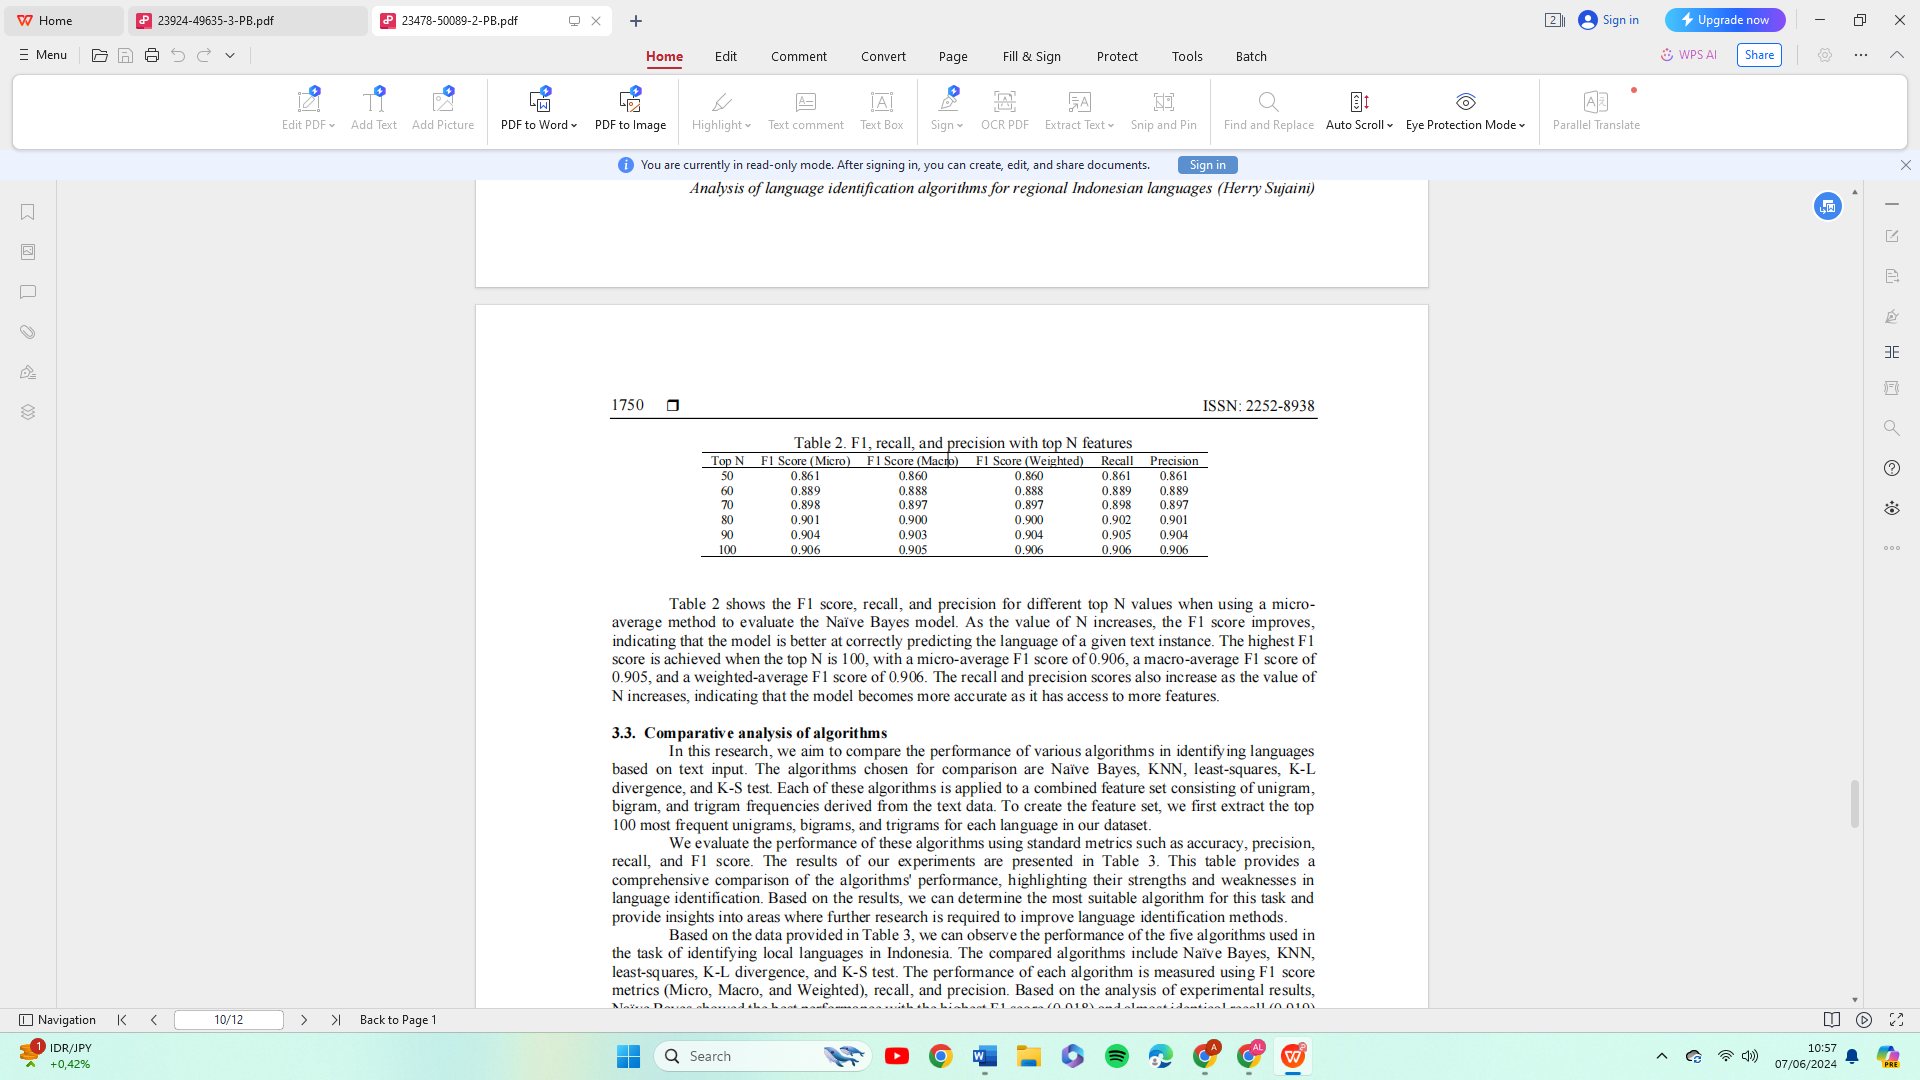 Home
23924-49635-3-PB.pdf
23478-50089-2-PB.pdf
2
Sign in
Upgrade now
Menu
Home Edit Comment Convert Page Fill & Sign Protect Tools Batch
WPS AI
Share
Edit PDF Add Text Add Picture PDF to Word PDF to Image Highlight Text comment Text Box Sign OCR PDF Extract Text Snip and Pin Find and Replace Auto Scroll Eye Protection Mode Parallel Translate
You are currently in read-only mode. After signing in, you can create, edit, and share documents. Sign in
Analysis of language identification algorithms for regional Indonesian languages (Herry Sujaini)
1750 ISSN: 2252-8938
Table 2. F1, recall, and precision with top N features
Top N F1 Score (Micro) F1 Score (Macro) F1 Score (Weighted) Recall Precision
50 0.861 0.860 0.860 0.861 0.861
60 0.889 0.888 0.888 0.889 0.889
70 0.898 0.897 0.897 0.898 0.897
80 0.901 0.900 0.900 0.902 0.901
90 0.904 0.903 0.904 0.905 0.904
100 0.906 0.905 0.906 0.906 0.906
Table 2 shows the F1 score, recall, and precision for different top N values when using a micro-
average method to evaluate the Naïve Bayes model. As the value of N increases, the F1 score improves,
indicating that the model is better at correctly predicting the language of a given text instance. The highest F1
score is achieved when the top N is 100, with a micro-average F1 score of 0.906, a macro-average F1 score of
0.905, and a weighted-average F1 score of 0.906. The recall and precision scores also increase as the value of
N increases, indicating that the model becomes more accurate as it has access to more features.
3.3. Comparative analysis of algorithms
In this research, we aim to compare the performance of various algorithms in identifying languages
based on text input. The algorithms chosen for comparison are Naïve Bayes, KNN, least-squares, K-L
divergence, and K-S test. Each of these algorithms is applied to a combined feature set consisting of unigram,
bigram, and trigram frequencies derived from the text data. To create the feature set, we first extract the top
100 most frequent unigrams, bigrams, and trigrams for each language in our dataset.
We evaluate the performance of these algorithms using standard metrics such as accuracy, precision,
recall, and F1 score. The results of our experiments are presented in Table 3. This table provides a
comprehensive comparison of the algorithms' performance, highlighting their strengths and weaknesses in
language identification. Based on the results, we can determine the most suitable algorithm for this task and
provide insights into areas where further research is required to improve language identification methods.
Based on the data provided in Table 3, we can observe the performance of the five algorithms used in
the task of identifying local languages in Indonesia. The compared algorithms include Naïve Bayes, KNN,
least-squares, K-L divergence, and K-S test. The performance of each algorithm is measured using F1 score
metrics (Micro, Macro, and Weighted), recall, and precision. Based on the analysis of experimental results,
Naïve Bayes showed the best performance with the highest F1 score (0.918) and almost identical recall (0.919)
Navigation 10/12 Back to Page 1
1 IDR/JPY
+0,42%
Search
A
AL
PRE
10:57
07/06/2024